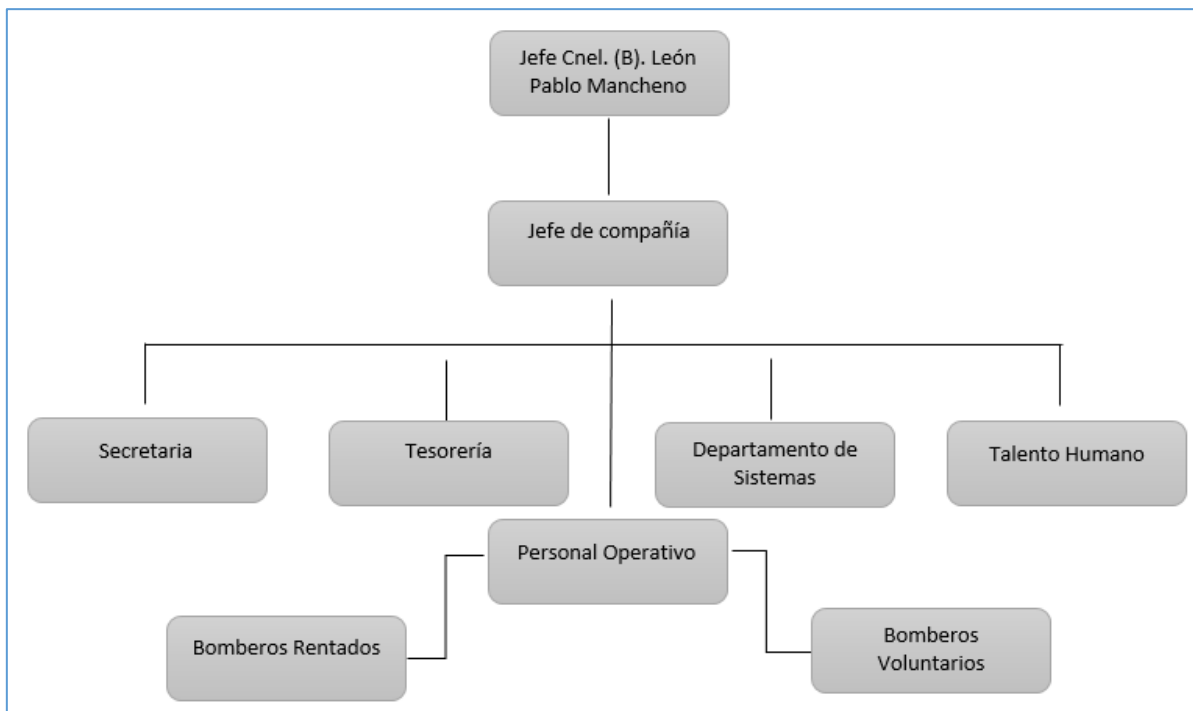 Jefe Cnel. (B). León
Pablo Mancheno
Jefe de compañía
Secretaria
Tesorería
Departamento de
Sistemas
Talento Humano
Personal Operativo
Bomberos Rentados
Bomberos
Voluntarios